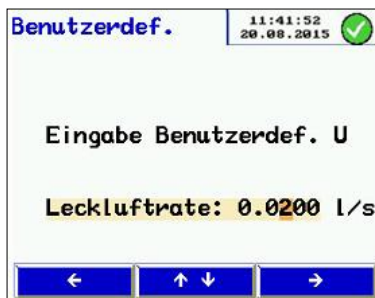 Benutzerdef.
11:41:52
20.08.2015
Eingabe Benutzerdef. U
Leckluftrate: 0.0200 l/s
← ↑ ↓ →